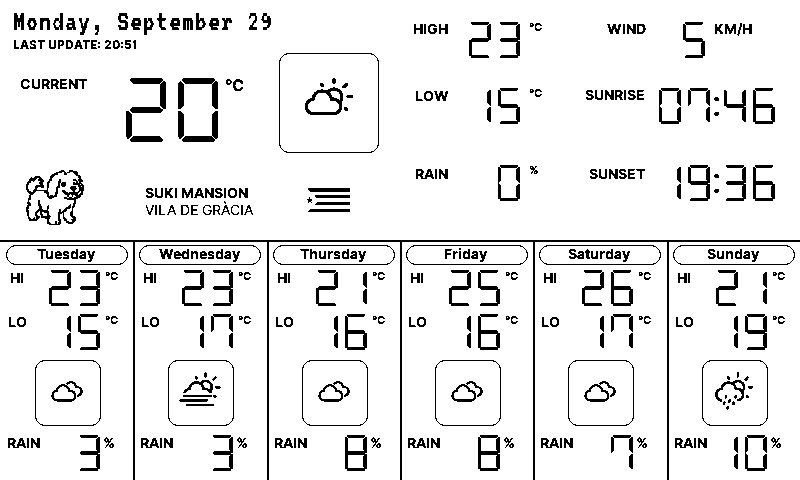 Monday, September 29
LAST UPDATE: 20:51
CURRENT 20 °C
SUKI MANSION
VILA DE GRÀCIA
HIGH 23 °C
LOW 15 °C
RAIN 0 %
WIND 5 KM/H
SUNRISE 07:46
SUNSET 19:36
Tuesday
HI 23 °C
LO 15 °C
RAIN 3 %
Wednesday
HI 23 °C
LO 17 °C
RAIN 3 %
Thursday
HI 21 °C
LO 16 °C
RAIN 8 %
Friday
HI 25 °C
LO 16 °C
RAIN 8 %
Saturday
HI 26 °C
LO 17 °C
RAIN 7 %
Sunday
HI 21 °C
LO 19 °C
RAIN 10 %